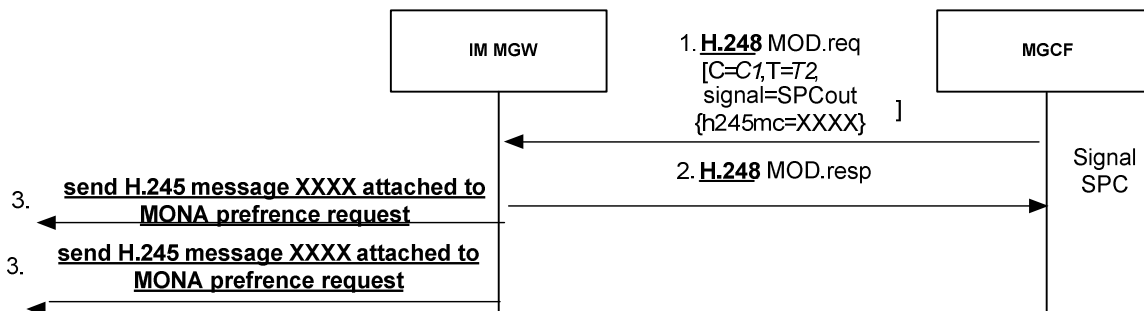 IM MGW
MGCF
1. H.248 MOD.req
[C=C1,T=T2,
signal=SPCout
{h245mc=XXXX} ]
2. H.248 MOD.resp
Signal
SPC
3. send H.245 message XXXX attached to
MONA prefrence request
3. send H.245 message XXXX attached to
MONA prefrence request